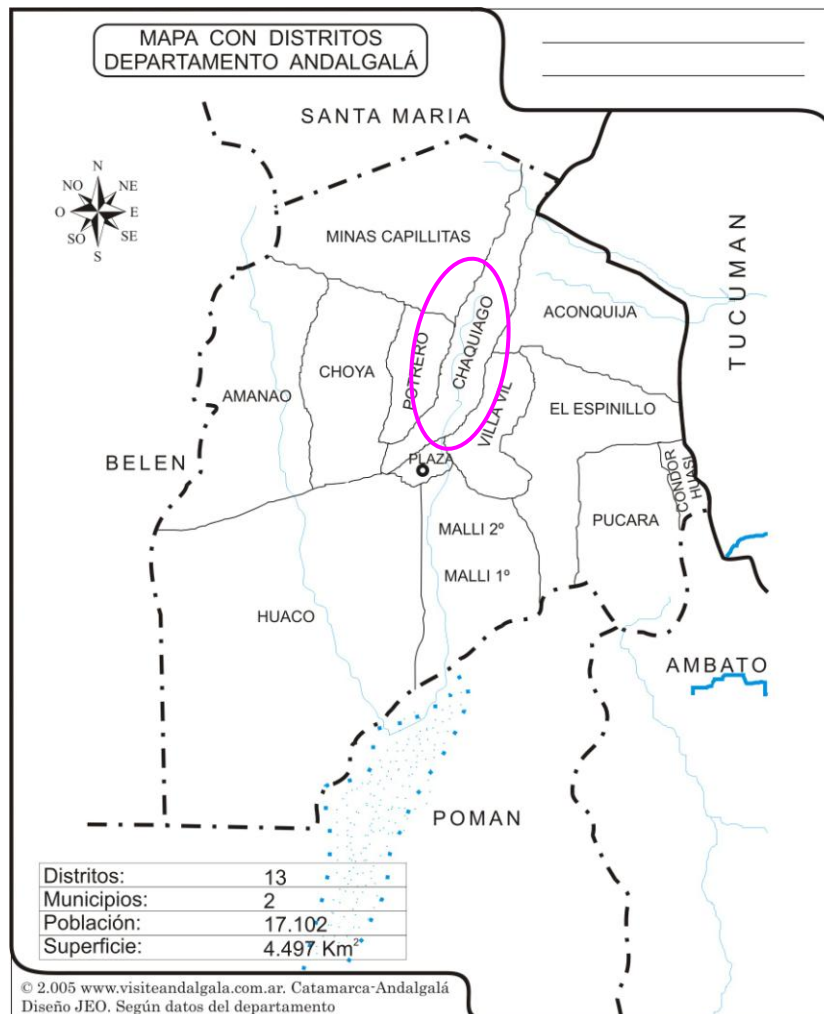 MAPA CON DISTRITOS
DEPARTAMENTO ANDALGALÁ
SANTA MARIA
N
NO
NE
O
E
SO
SE
S
MINAS CAPILLITAS
TUCUMAN
ACONQUIJA
CHAQUIAGO
POTRERO
CHOYA
AMANAO
VILLA VIL
EL ESPINILLO
BELEN
PLAZA
CONDOR
HUASI
PUCARA
MALLI 2º
MALLI 1º
HUACO
AMBATO
POMAN
Distritos: 13
Municipios: 2
Población: 17.102
Superficie: 4.497 Km²
© 2.005 www.visiteandalgala.com.ar. Catamarca-Andalgalá
Diseño JEO. Según datos del departamento